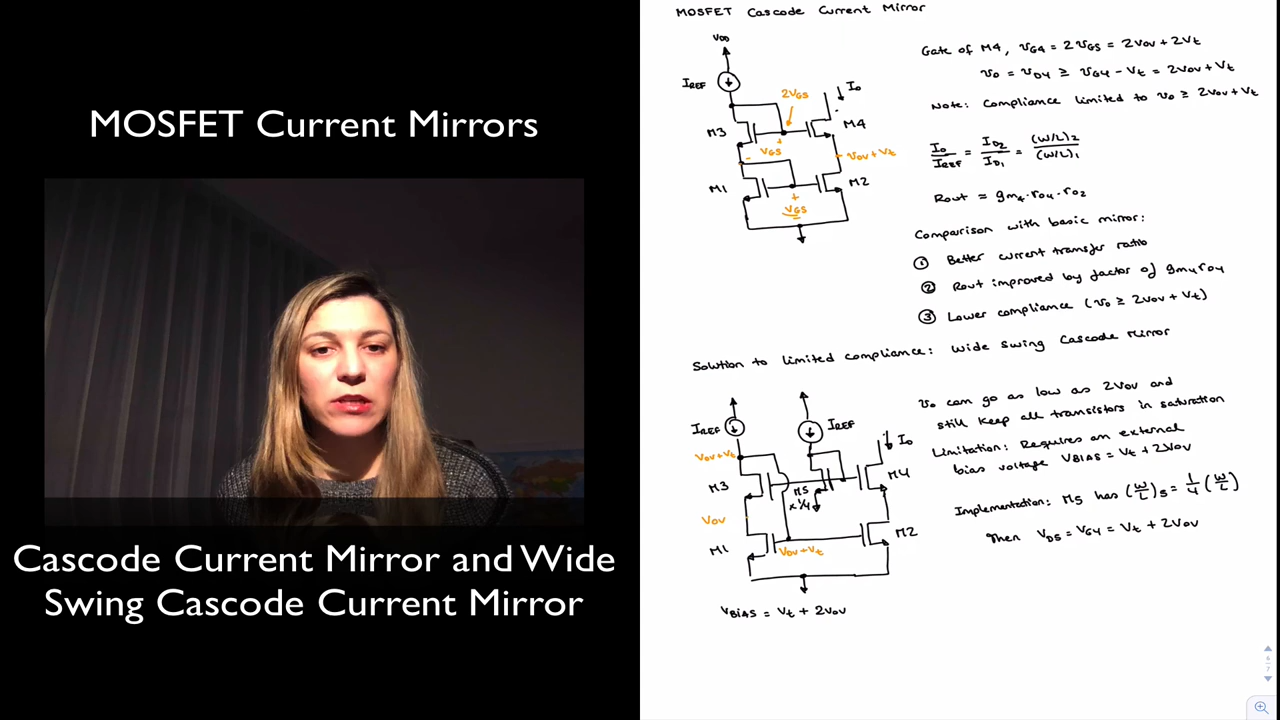 MOSFET Current Mirrors
Cascode Current Mirror and Wide
Swing Cascode Current Mirror
MOSFET Cascode Current Mirror
VDD
IREF
2VGS
Io
M3
M4
+
VGS
-
VOV + Vt
M1
M2
+
VGS
-
Gate of M4, VG4 = 2VGS = 2VOV + 2Vt
vo = VD4 ≥ VG4 - Vt = 2VOV + Vt
Note: Compliance limited to vo ≥ 2VOV + Vt
Io/IREF = ID2/ID1 = (W/L)2/(W/L)1
Rout ≈ gm4·ro4·ro2
Comparison with basic mirror:
① Better current transfer ratio
② Rout improved by factor of gm4ro4
③ Lower compliance (vo ≥ 2VOV + Vt)
Solution to limited compliance: Wide swing Cascode Mirror
IREF
IREF
Io
VOV + Vt
M3
M5
x 1/4
M4
VOV
M1
VOV + Vt
M2
VBIAS = Vt + 2VOV
vo can go as low as 2VOV and
still keep all transistors in saturation
Limitation: Requires an external
bias voltage VBIAS = Vt + 2VOV
Implementation: M5 has (W/L)5 = 1/4 (W/L)
Then VD5 = VG4 = Vt + 2VOV
6
7